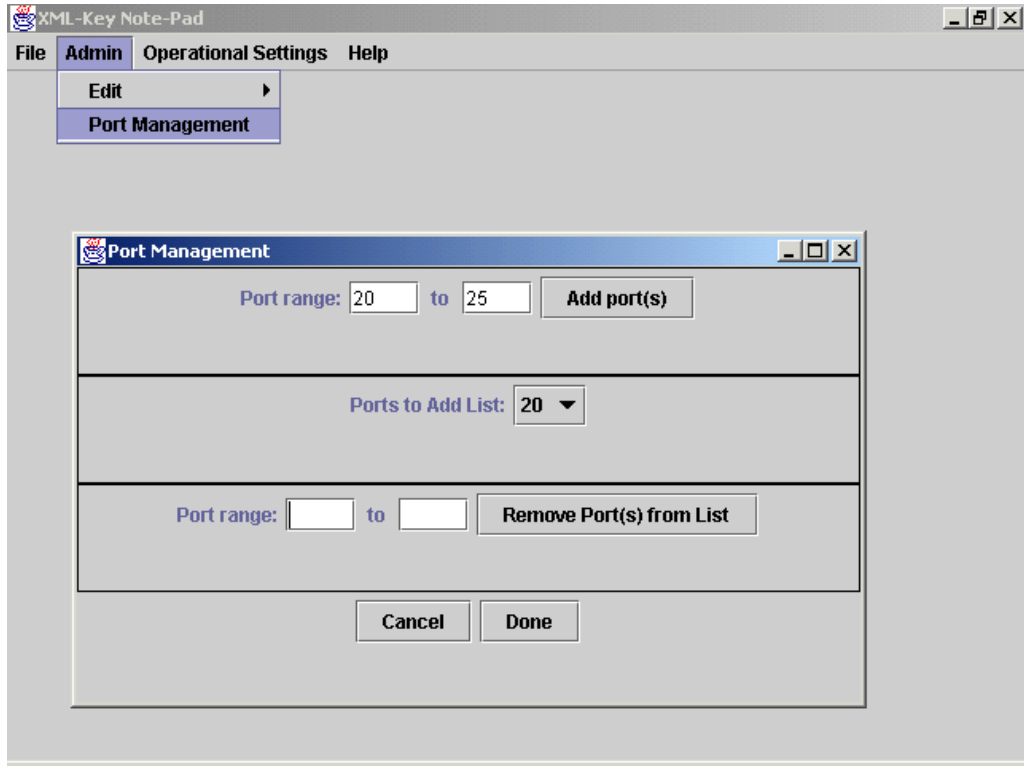 XML-Key Note-Pad
File Admin Operational Settings Help
Edit
Port Management
Port Management
Port range: 20 to 25 Add port(s)
Ports to Add List: 20
Port range: to Remove Port(s) from List
Cancel Done